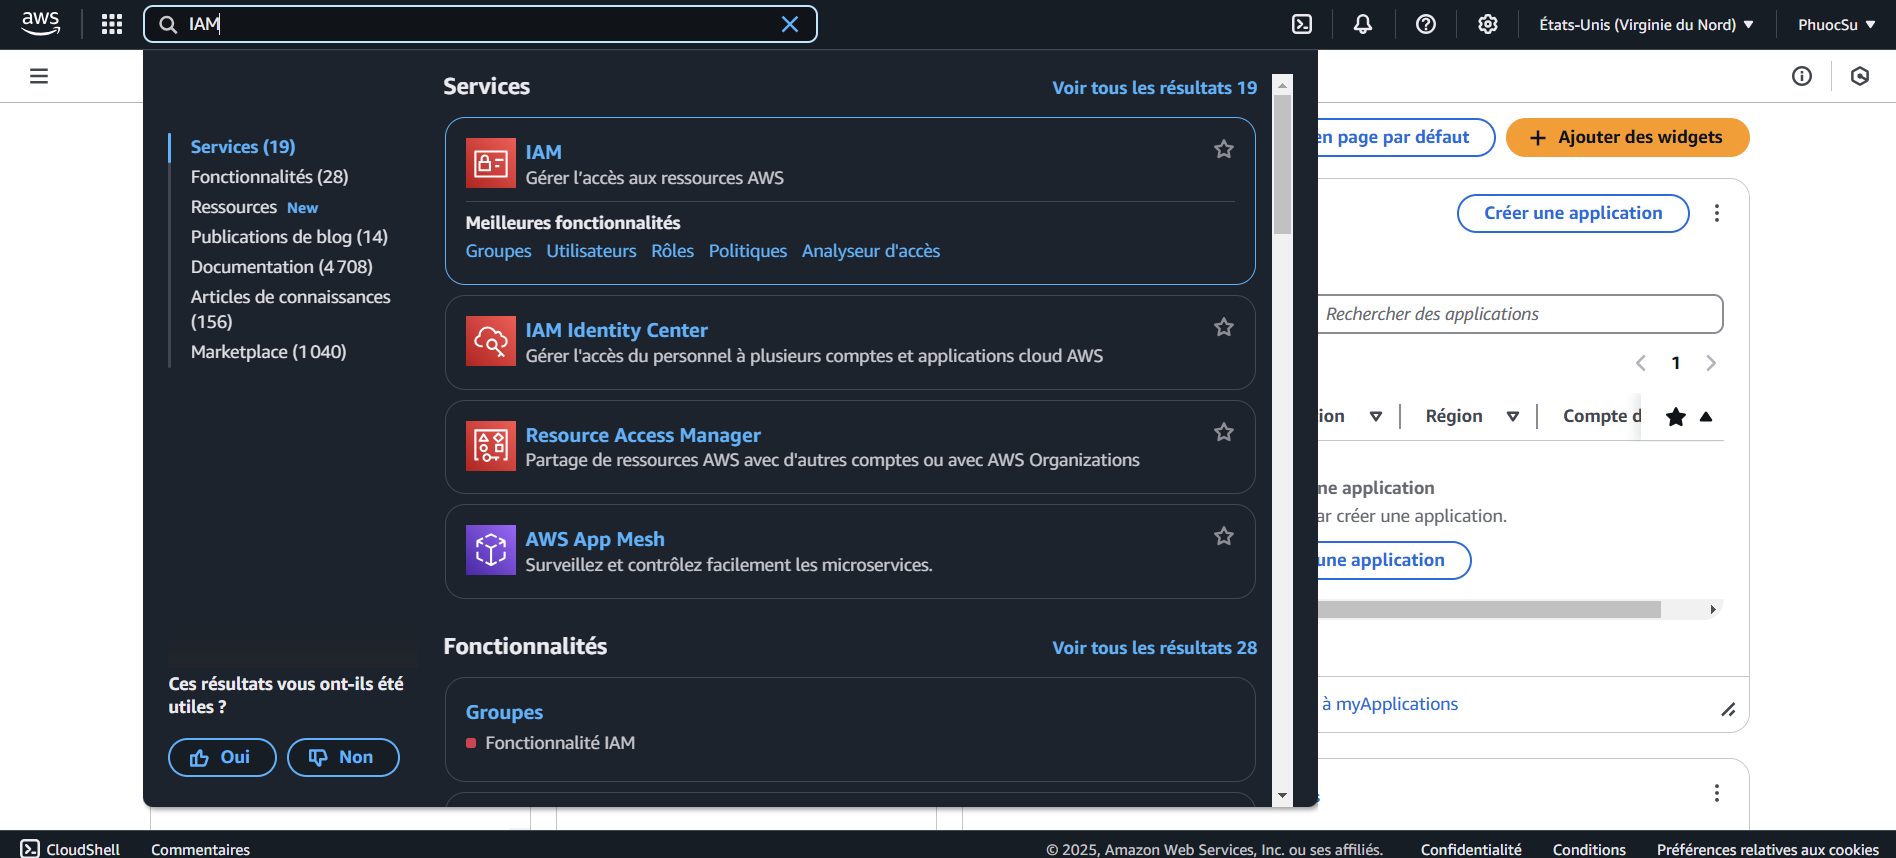 aws
IAM
États-Unis (Virginie du Nord)
PhuocSu
Services
Voir tous les résultats 19
Services (19)
Fonctionnalités (28)
Ressources New
Publications de blog (14)
Documentation (4 708)
Articles de connaissances
(156)
Marketplace (1 040)
IAM
Gérer l’accès aux ressources AWS
Meilleures fonctionnalités
Groupes Utilisateurs Rôles Politiques Analyseur d'accès
IAM Identity Center
Gérer l'accès du personnel à plusieurs comptes et applications cloud AWS
Resource Access Manager
Partage de ressources AWS avec d'autres comptes ou avec AWS Organizations
AWS App Mesh
Surveillez et contrôlez facilement les microservices.
Fonctionnalités
Voir tous les résultats 28
Groupes
Fonctionnalité IAM
Ces résultats vous ont-ils été
utiles ?
Oui
Non
en page par défaut
Ajouter des widgets
Créer une application
Rechercher des applications
1
ion
Région
Compte d
ne application
ar créer une application.
une application
à myApplications
s
CloudShell
Commentaires
© 2025, Amazon Web Services, Inc. ou ses affiliés.
Confidentialité
Conditions
Préférences relatives aux cookies